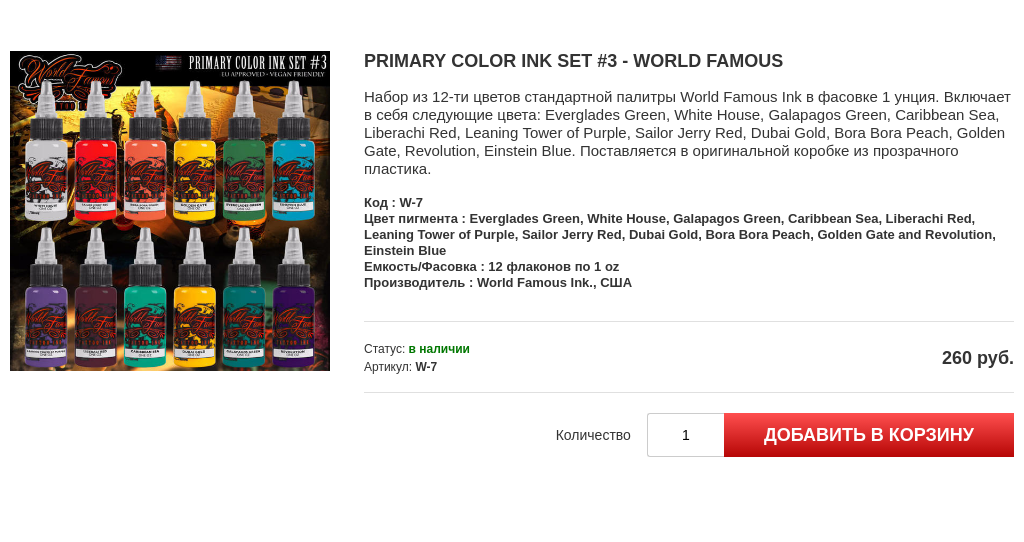 PRIMARY COLOR INK SET #3
EU APPROVED - VEGAN FRIENDLY
World Famous
PRIMARY COLOR INK SET #3 - WORLD FAMOUS
Набор из 12-ти цветов стандартной палитры World Famous Ink в фасовке 1 унция. Включает
в себя следующие цвета: Everglades Green, White House, Galapagos Green, Caribbean Sea,
Liberachi Red, Leaning Tower of Purple, Sailor Jerry Red, Dubai Gold, Bora Bora Peach, Golden
Gate, Revolution, Einstein Blue. Поставляется в оригинальной коробке из прозрачного
пластика.
Код : W-7
Цвет пигмента : Everglades Green, White House, Galapagos Green, Caribbean Sea, Liberachi Red,
Leaning Tower of Purple, Sailor Jerry Red, Dubai Gold, Bora Bora Peach, Golden Gate and Revolution,
Einstein Blue
Емкость/Фасовка : 12 флаконов по 1 oz
Производитель : World Famous Ink., США
Статус: в наличии
Артикул: W-7
260 руб.
Количество
1
ДОБАВИТЬ В КОРЗИНУ